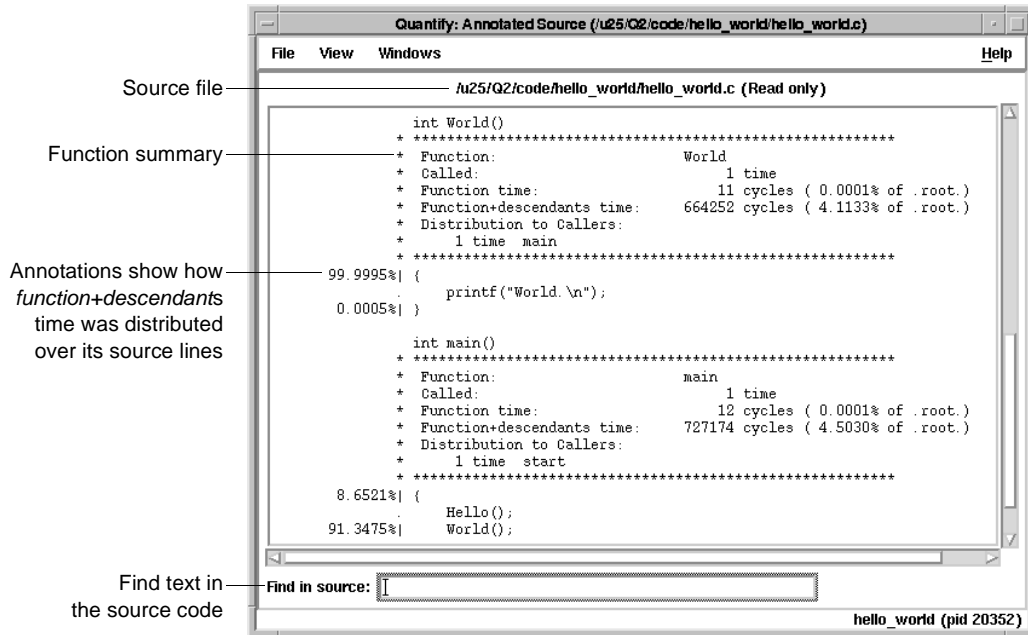 Quantify: Annotated Source (/u25/Q2/code/hello_world/hello_world.c)
File View Windows Help
Source file
/u25/Q2/code/hello_world/hello_world.c (Read only)
int World()
* *********************************************************
Function summary
* Function: World
* Called: 1 time
* Function time: 11 cycles ( 0.0001% of .root.)
* Function+descendants time: 664252 cycles ( 4.1133% of .root.)
* Distribution to Callers:
* 1 time main
* *********************************************************
Annotations show how
function+descendants
time was distributed
over its source lines
99.9995%| {
. printf("World.\n");
0.0005%| }
int main()
* *********************************************************
* Function: main
* Called: 1 time
* Function time: 12 cycles ( 0.0001% of .root.)
* Function+descendants time: 727174 cycles ( 4.5030% of .root.)
* Distribution to Callers:
* 1 time start
* *********************************************************
8.6521%| {
. Hello();
91.3475%| World();
Find text in
the source code
Find in source:
hello_world (pid 20352)